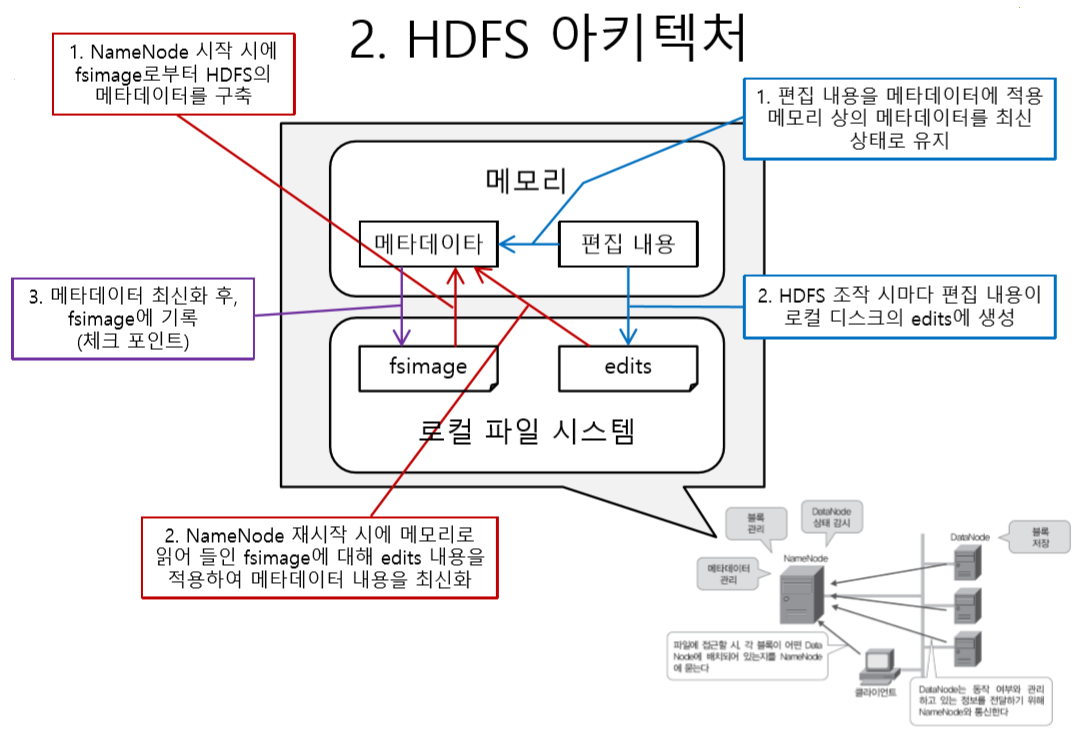 2. HDFS 아키텍처
1. NameNode 시작 시에
fsimage로부터 HDFS의
메타데이터를 구축
1. 편집 내용을 메타데이터에 적용
메모리 상의 메타데이터를 최신
상태로 유지
메모리
메타데이타
편집 내용
3. 메타데이터 최신화 후,
fsimage에 기록
(체크 포인트)
2. HDFS 조작 시마다 편집 내용이
로컬 디스크의 edits에 생성
fsimage
edits
로컬 파일 시스템
2. NameNode 재시작 시에 메모리로
읽어 들인 fsimage에 대해 edits 내용을
적용하여 메타데이터 내용을 최신화
블록
관리
DataNode
상태 감시
NameNode
DataNode
블록
저장
메타데이터
관리
파일에 접근할 시, 각 블록이 어떤 Data
Node에 배치되어 있는지를 NameNode
에 묻는다
클라이언트
DataNode는 동작 여부와 관리
하고 있는 정보를 전달하기 위해
NameNode와 통신한다